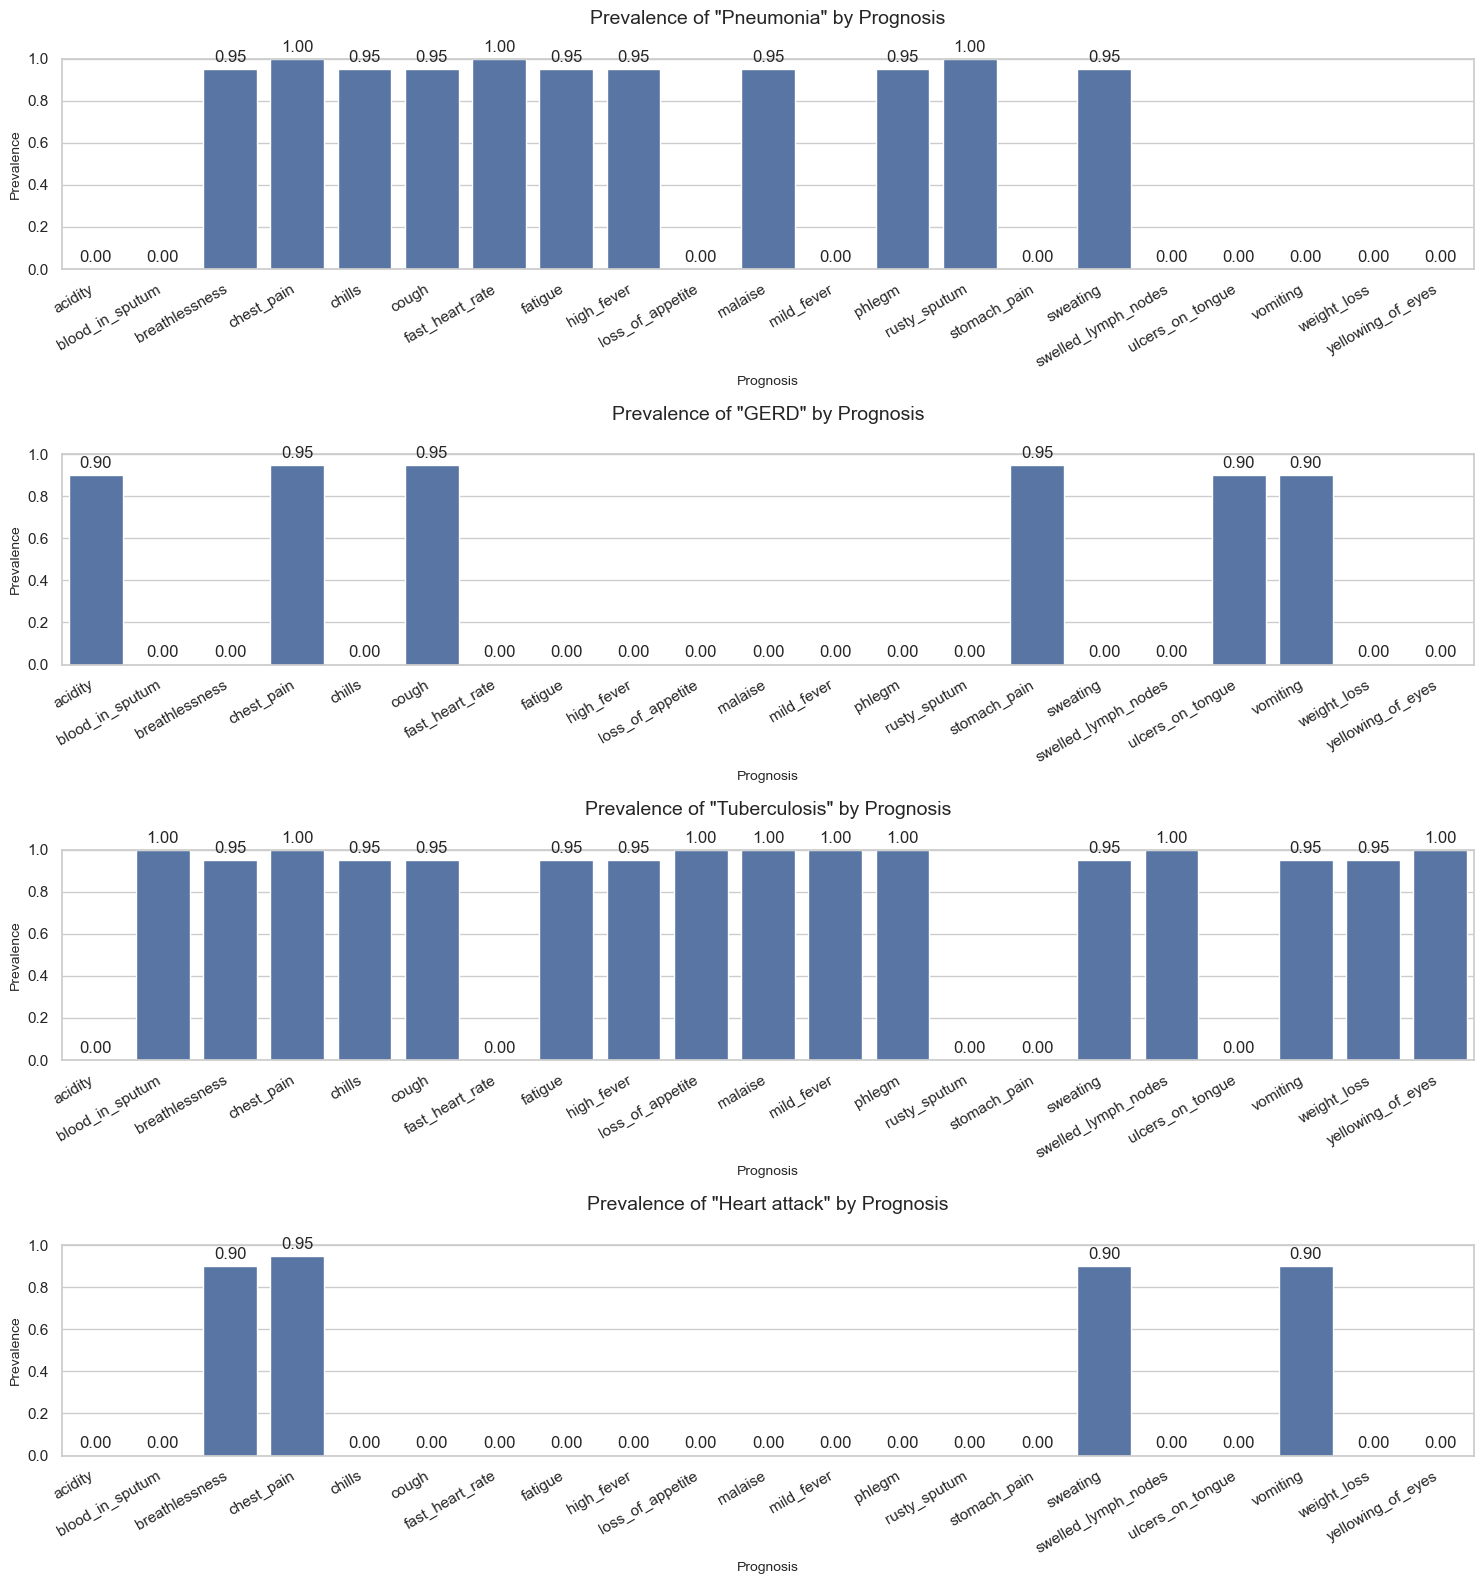 Prevalence of "Pneumonia" by Prognosis
0.95 1.00 0.95 0.95 1.00 0.95 0.95 0.95 0.95 1.00 0.95
0.00 0.00 0.00 0.00 0.00 0.00 0.00 0.00 0.00 0.00
1.0
0.8
0.6
0.4
0.2
0.0
Prevalence
acidity blood_in_sputum breathlessness chest_pain chills cough fast_heart_rate fatigue high_fever loss_of_appetite malaise mild_fever phlegm rusty_sputum stomach_pain sweating swelled_lymph_nodes ulcers_on_tongue vomiting weight_loss yellowing_of_eyes
Prognosis
Prevalence of "GERD" by Prognosis
0.90 0.95 0.95 0.95 0.90 0.90
0.00 0.00 0.00 0.00 0.00 0.00 0.00 0.00 0.00 0.00 0.00 0.00 0.00 0.00 0.00
1.0
0.8
0.6
0.4
0.2
0.0
Prevalence
acidity blood_in_sputum breathlessness chest_pain chills cough fast_heart_rate fatigue high_fever loss_of_appetite malaise mild_fever phlegm rusty_sputum stomach_pain sweating swelled_lymph_nodes ulcers_on_tongue vomiting weight_loss yellowing_of_eyes
Prognosis
Prevalence of "Tuberculosis" by Prognosis
1.00 0.95 1.00 0.95 0.95 0.95 0.95 1.00 1.00 1.00 1.00 0.95 1.00 0.95 0.95 1.00
0.00 0.00 0.00 0.00 0.00
1.0
0.8
0.6
0.4
0.2
0.0
Prevalence
acidity blood_in_sputum breathlessness chest_pain chills cough fast_heart_rate fatigue high_fever loss_of_appetite malaise mild_fever phlegm rusty_sputum stomach_pain sweating swelled_lymph_nodes ulcers_on_tongue vomiting weight_loss yellowing_of_eyes
Prognosis
Prevalence of "Heart attack" by Prognosis
0.90 0.95 0.90 0.90
0.00 0.00 0.00 0.00 0.00 0.00 0.00 0.00 0.00 0.00 0.00 0.00 0.00 0.00 0.00 0.00 0.00
1.0
0.8
0.6
0.4
0.2
0.0
Prevalence
acidity blood_in_sputum breathlessness chest_pain chills cough fast_heart_rate fatigue high_fever loss_of_appetite malaise mild_fever phlegm rusty_sputum stomach_pain sweating swelled_lymph_nodes ulcers_on_tongue vomiting weight_loss yellowing_of_eyes
Prognosis